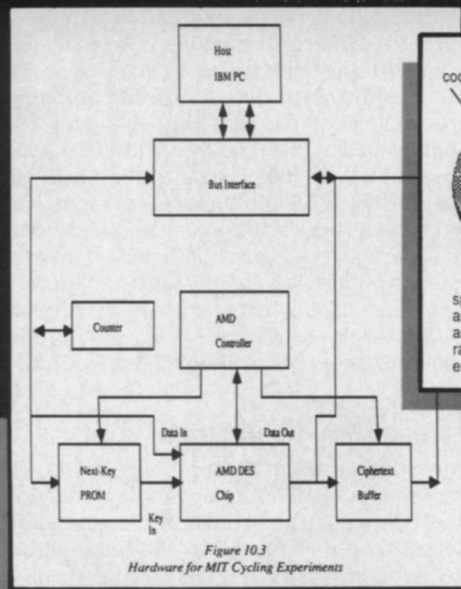 Host
IBM PC
Bus Interface
Counter
AMD
Controller
Data In
Data Out
Next-Key
PROM
AMD DES
Chip
Ciphertext
Buffer
Key
In
Figure 10.3
Hardware for MIT Cycling Experiments